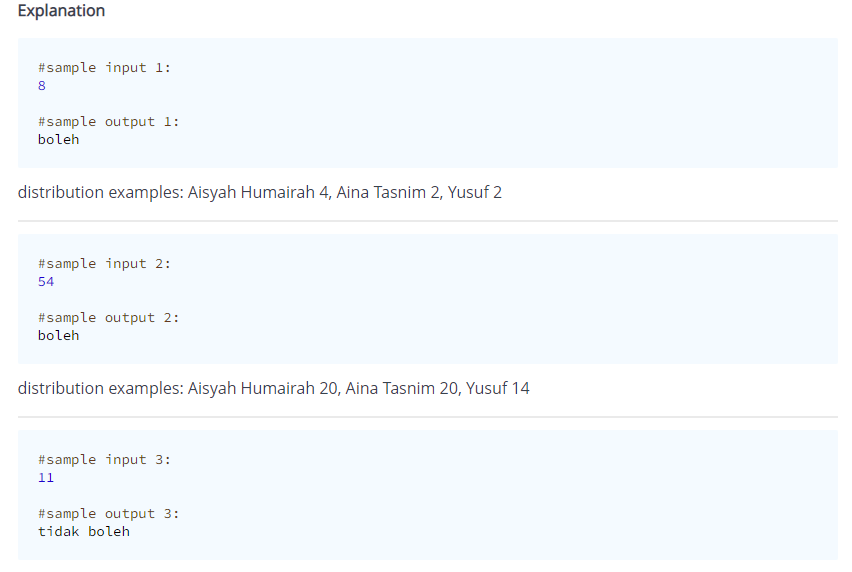 Explanation
#sample input 1:
8
#sample output 1:
boleh
distribution examples: Aisyah Humairah 4, Aina Tasnim 2, Yusuf 2
#sample input 2:
54
#sample output 2:
boleh
distribution examples: Aisyah Humairah 20, Aina Tasnim 20, Yusuf 14
#sample input 3:
11
#sample output 3:
tidak boleh